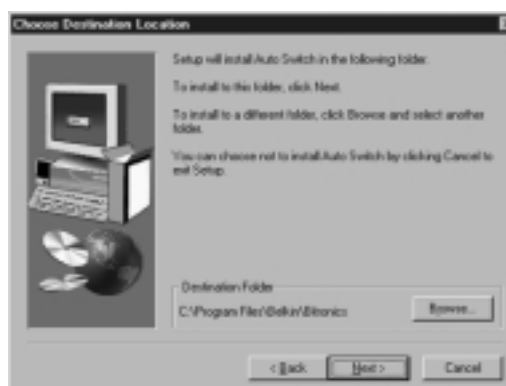 Choose Destination Location
Setup will install Auto Switch in the following folder.
To install to this folder, click Next.
To install to a different folder, click Browse and select another
folder.
You can choose not to install Auto Switch by clicking Cancel to
exit Setup.
Destination Folder
C:\Program Files\Belkin\Bitronics
Browse...
< Back
Next >
Cancel